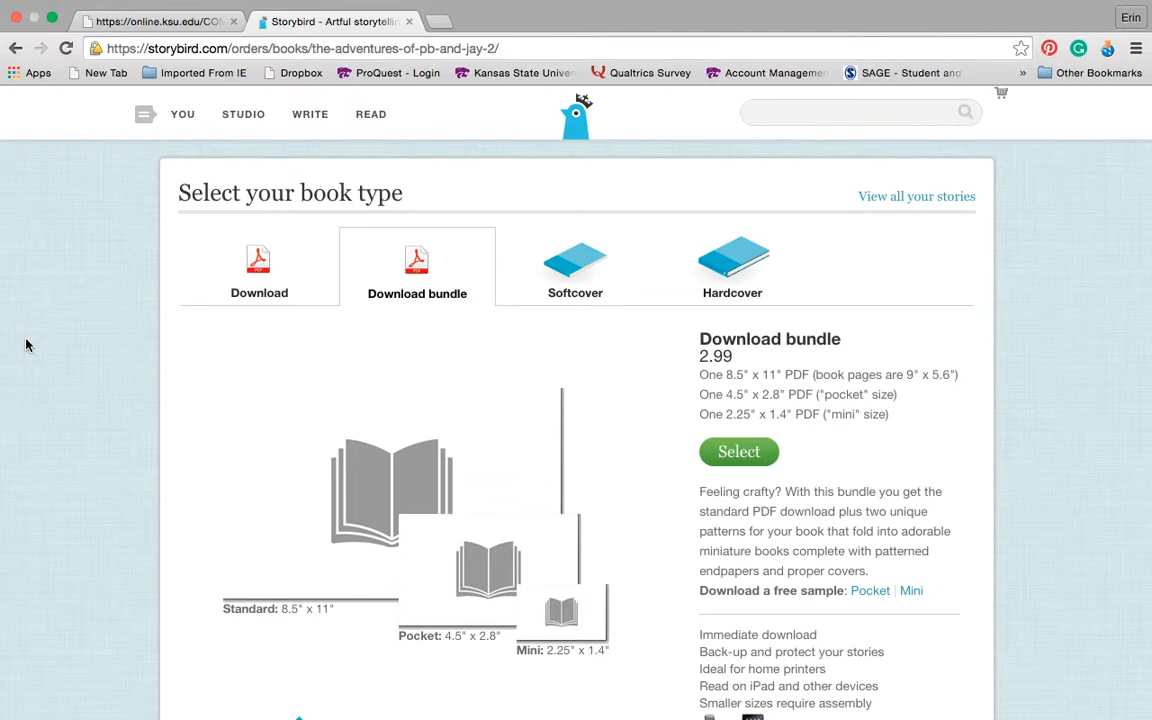 https://online.ksu.edu/COI
Storybird - Artful storytellin
Erin
https://storybird.com/orders/books/the-adventures-of-pb-and-jay-2/
Apps
New Tab
Imported From IE
Dropbox
ProQuest - Login
Kansas State Univer
Qualtrics Survey
Account Managemen
SAGE - Student and
»
Other Bookmarks
YOU
STUDIO
WRITE
READ
Select your book type
View all your stories
Download
Download bundle
Softcover
Hardcover
Download bundle
2.99
One 8.5" x 11" PDF (book pages are 9" x 5.6")
One 4.5" x 2.8" PDF ("pocket" size)
One 2.25" x 1.4" PDF ("mini" size)
Select
Feeling crafty? With this bundle you get the
standard PDF download plus two unique
patterns for your book that fold into adorable
miniature books complete with patterned
endpapers and proper covers.
Download a free sample: Pocket | Mini
Immediate download
Back-up and protect your stories
Ideal for home printers
Read on iPad and other devices
Smaller sizes require assembly
Standard: 8.5" x 11"
Pocket: 4.5" x 2.8"
Mini: 2.25" x 1.4"